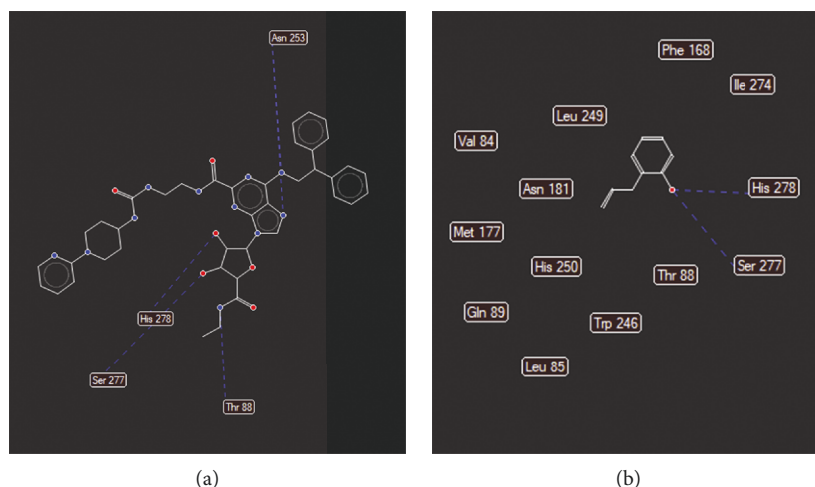 Asn 253
His 278
Ser 277
Thr 88
(a)
Phe 168
Ile 274
Leu 249
Val 84
Asn 181
His 278
Met 177
His 250
Thr 88
Ser 277
Gln 89
Trp 246
Leu 85
(b)